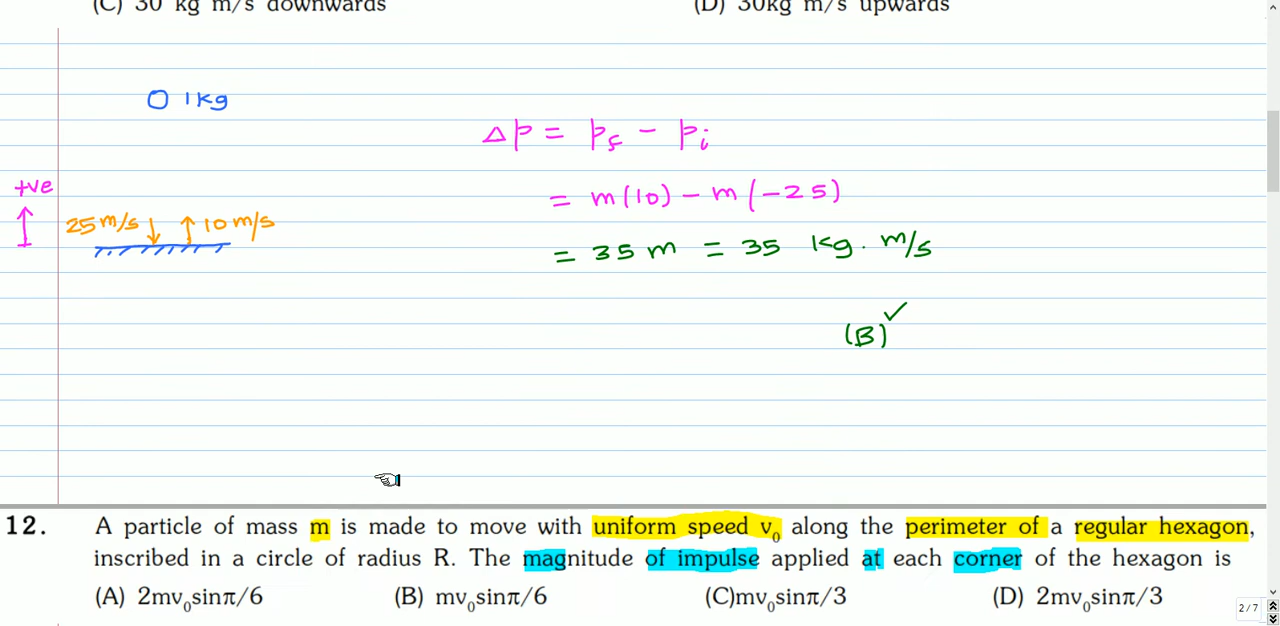 (C) 30 kg m/s downwards (D) 30kg m/s upwards
O 1kg
Δp = pf - pi
+ve
= m(10) - m(-25)
25m/s ↓ ↑ 10m/s
= 35m = 35 kg. m/s
(B) ✓
12. A particle of mass m is made to move with uniform speed v₀ along the perimeter of a regular hexagon,
inscribed in a circle of radius R. The magnitude of impulse applied at each corner of the hexagon is
(A) 2mv₀sinπ/6 (B) mv₀sinπ/6 (C)mv₀sinπ/3 (D) 2mv₀sinπ/3
2/7